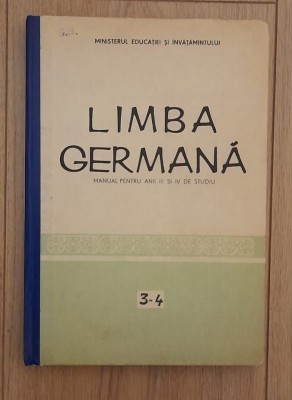 MINISTERUL EDUCAȚIEI ȘI ÎNVĂȚĂMÎNTULUI
LIMBA
GERMANĂ
MANUAL PENTRU ANII III ȘI IV DE STUDIU
3-4